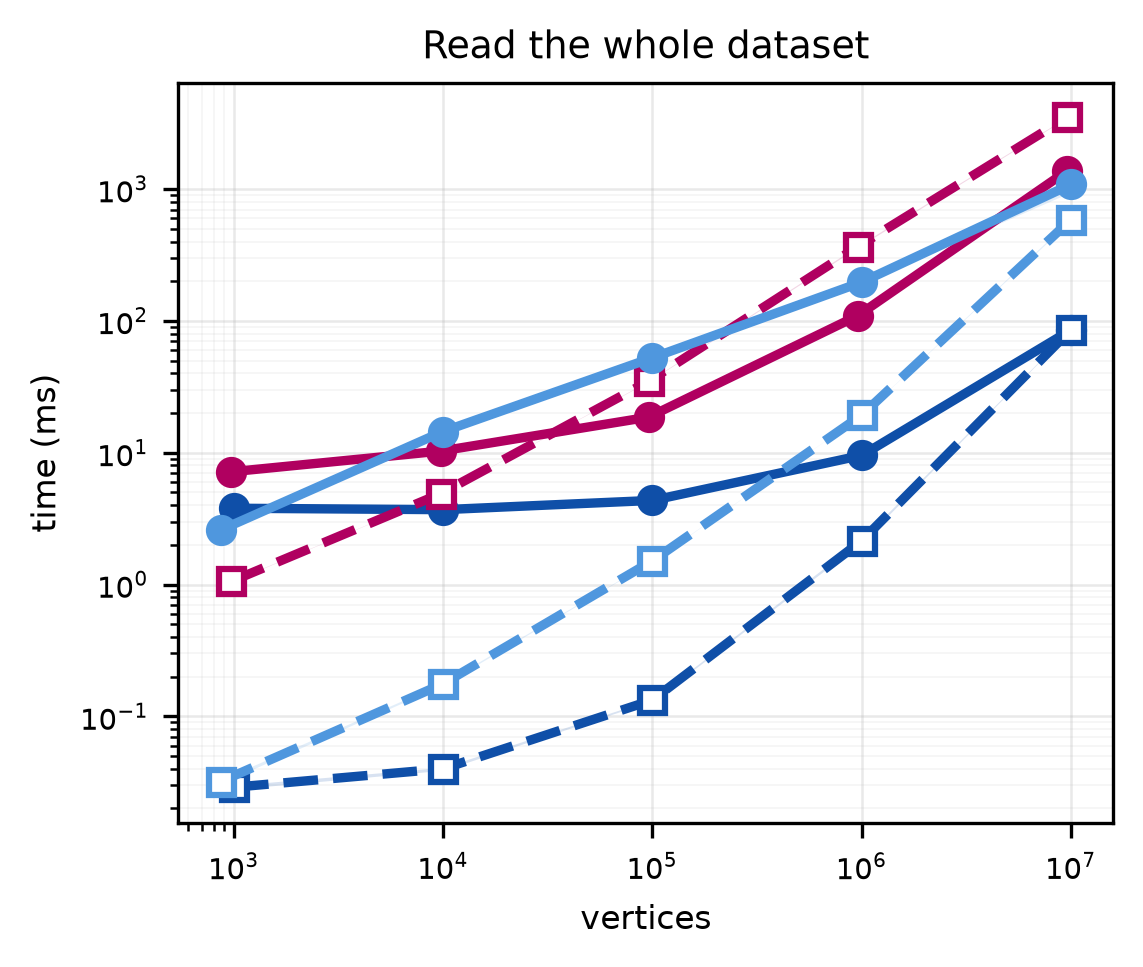 Read the whole dataset
time (ms)
10³
10²
10¹
10⁰
10⁻¹
10³ 10⁴ 10⁵ 10⁶ 10⁷
vertices